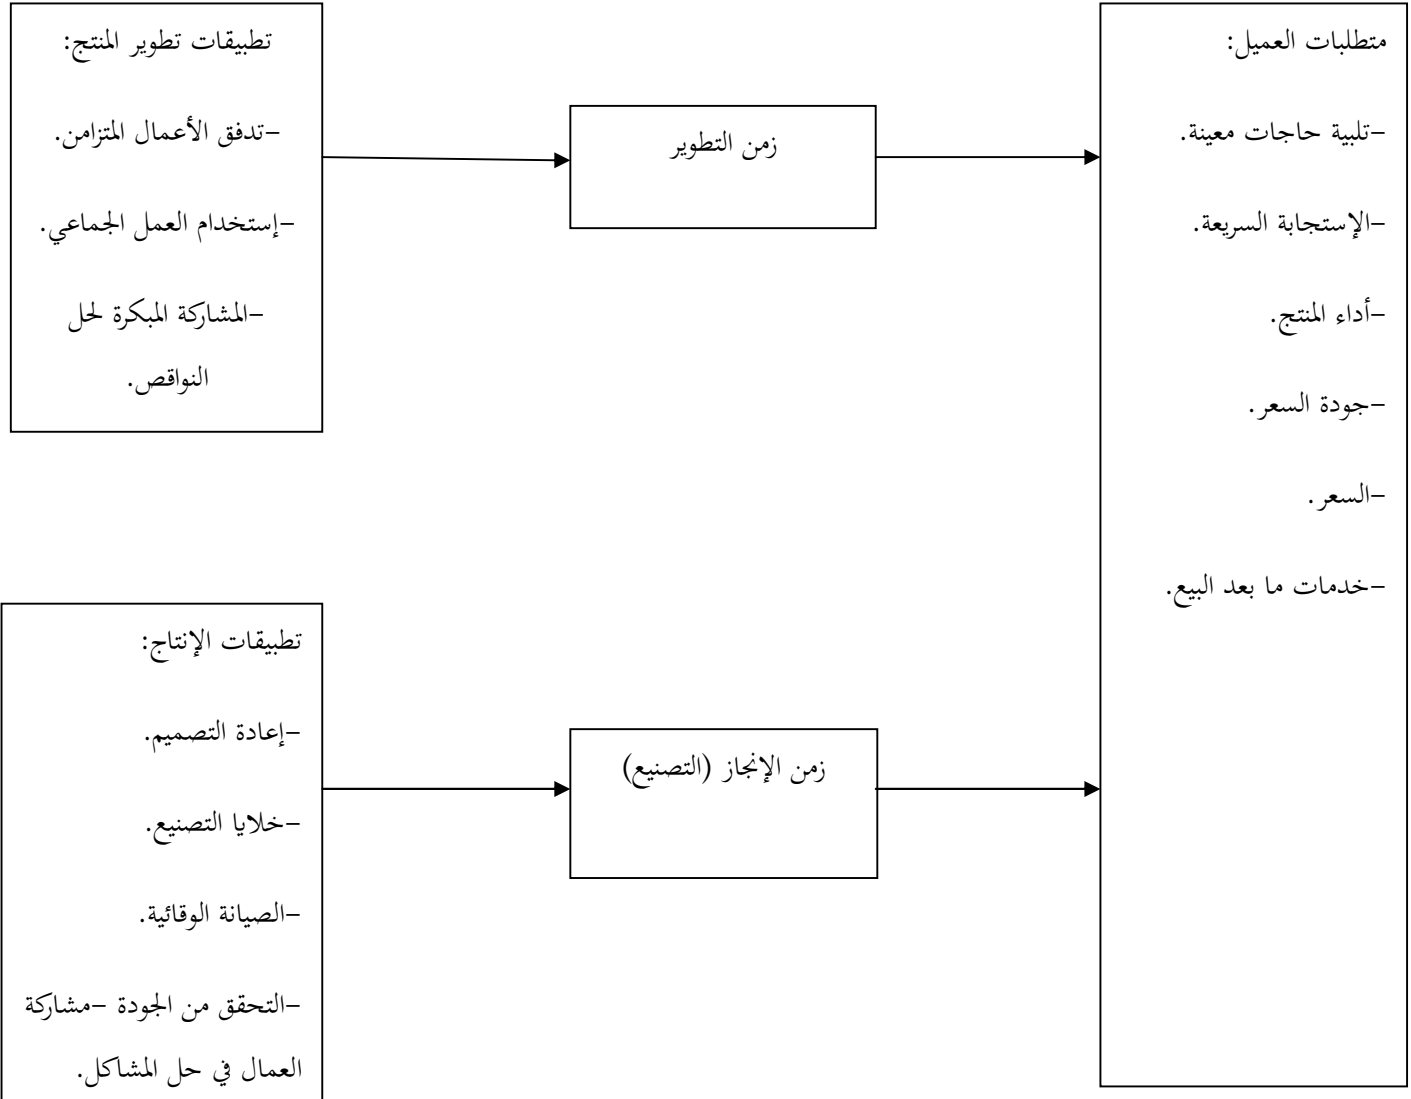 تطبيقات تطوير المنتج:
-تدفق الأعمال المتزامن.
-إستخدام العمل الجماعي.
-المشاركة المبكرة لحل
النواقص.
زمن التطوير
متطلبات العميل:
-تلبية حاجات معينة.
-الإستجابة السريعة.
-أداء المنتج.
-جودة السعر.
-السعر.
-خدمات ما بعد البيع.
تطبيقات الإنتاج:
-إعادة التصميم.
-خلايا التصنيع.
-الصيانة الوقائية.
-التحقق من الجودة -مشاركة
العمال في حل المشاكل.
زمن الإنجاز (التصنيع)